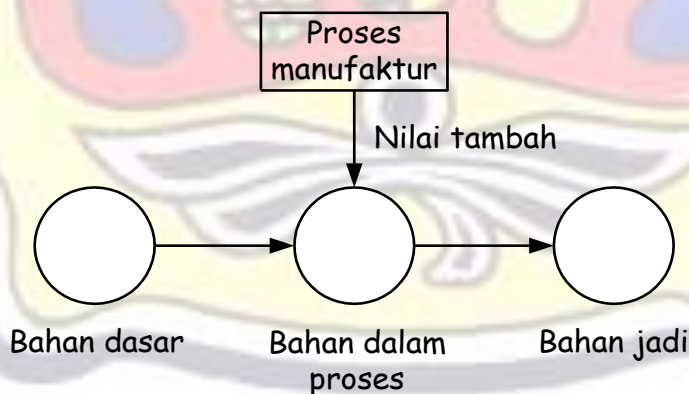 Proses
manufaktur
Nilai tambah
Bahan dasar
Bahan dalam
proses
Bahan jadi